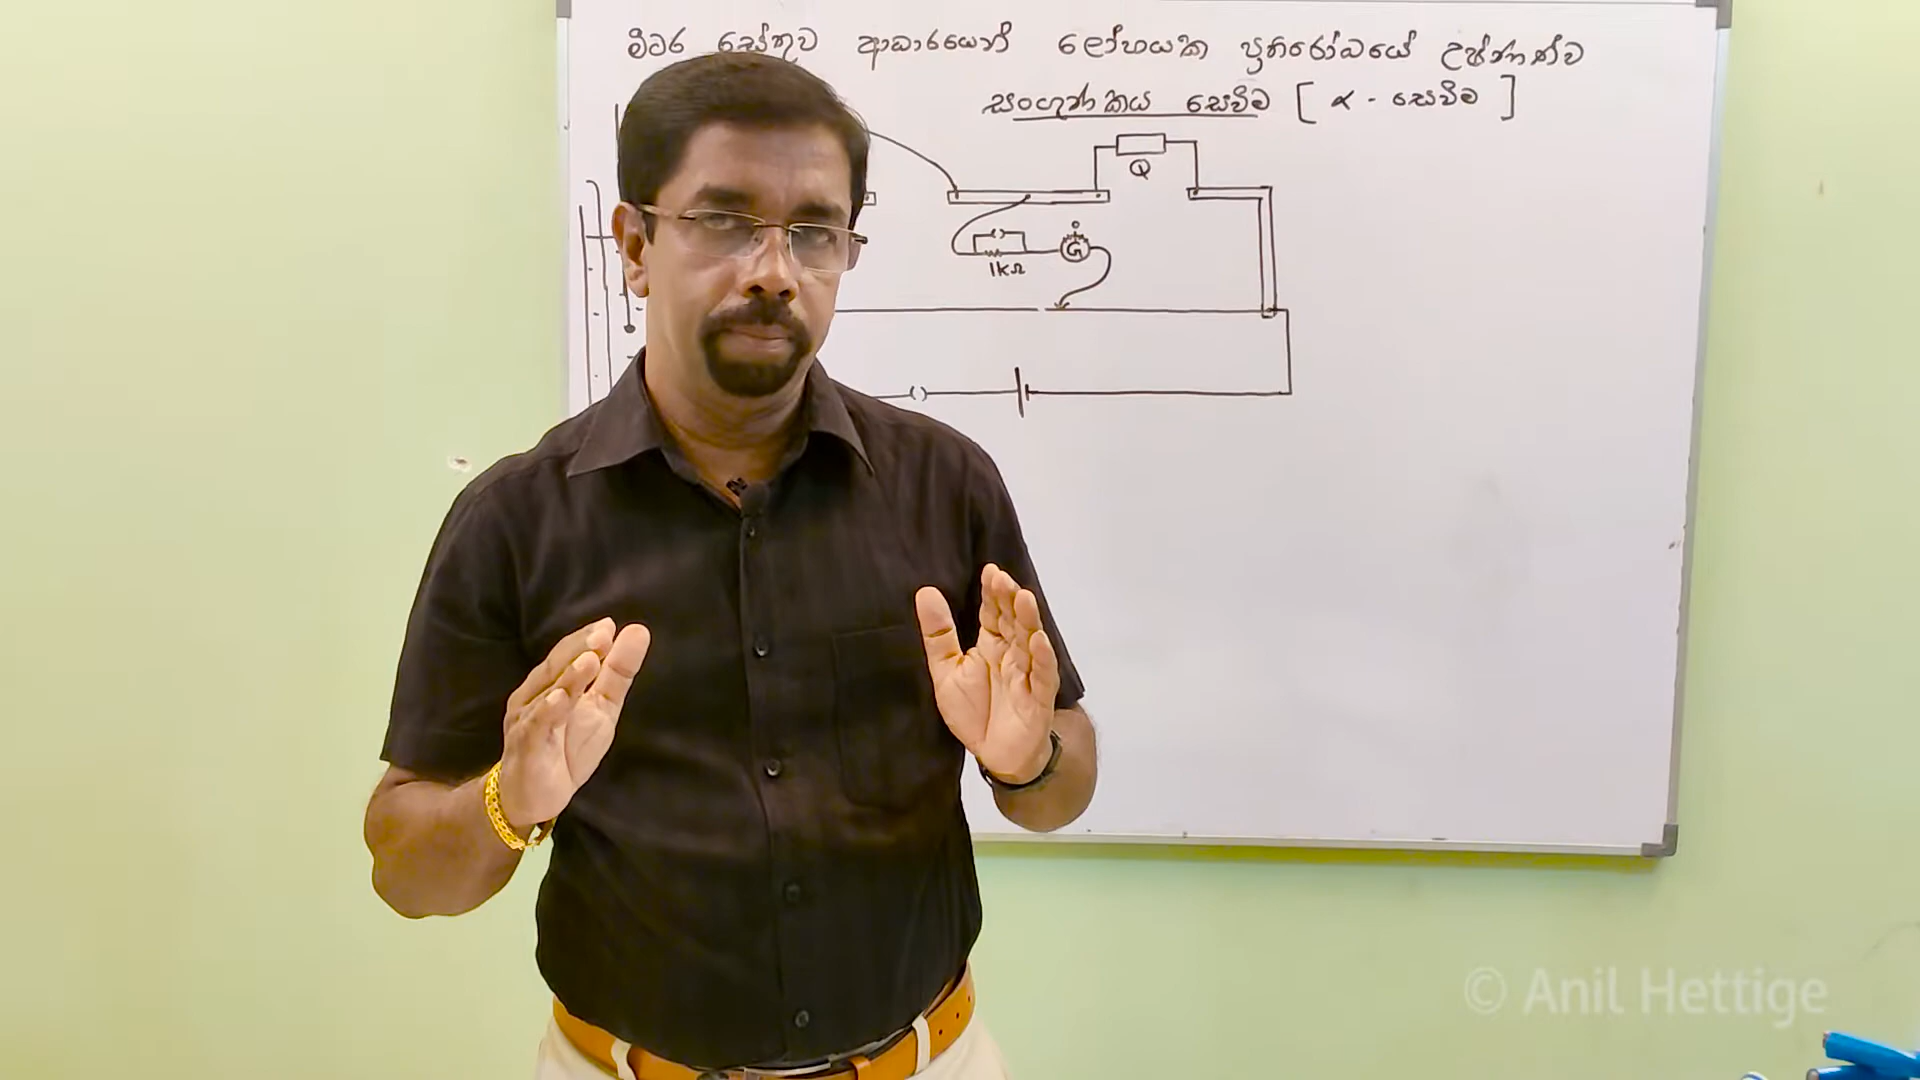 මීටර සේතුව ආධාරයෙන් ලෝහයක ප්‍රතිරෝධයේ උෂ්ණත්ව
සංගුණකය සෙවීම [ α - සෙවීම ]
Q
G
1kΩ
© Anil Hettige